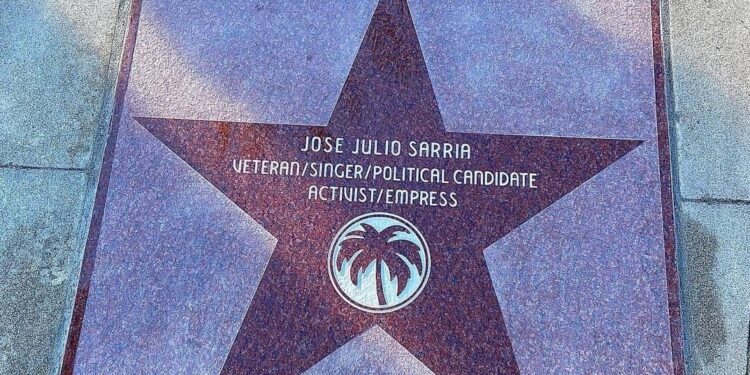 JOSE JULIO SARRIA
VETERAN/SINGER/POLITICAL CANDIDATE
ACTIVIST/EMPRESS